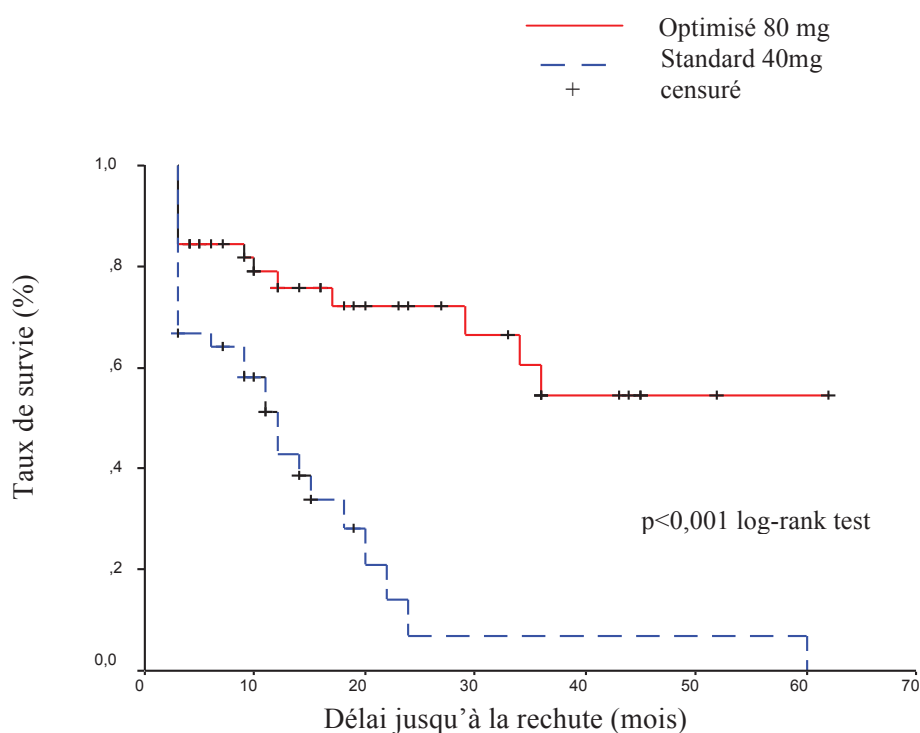 Optimisé 80 mg
Standard 40mg
+ censuré
1,0
,8
,6
,4
,2
0,0
Taux de survie (%)
p<0,001 log-rank test
0 10 20 30 40 50 60 70
Délai jusqu'à la rechute (mois)